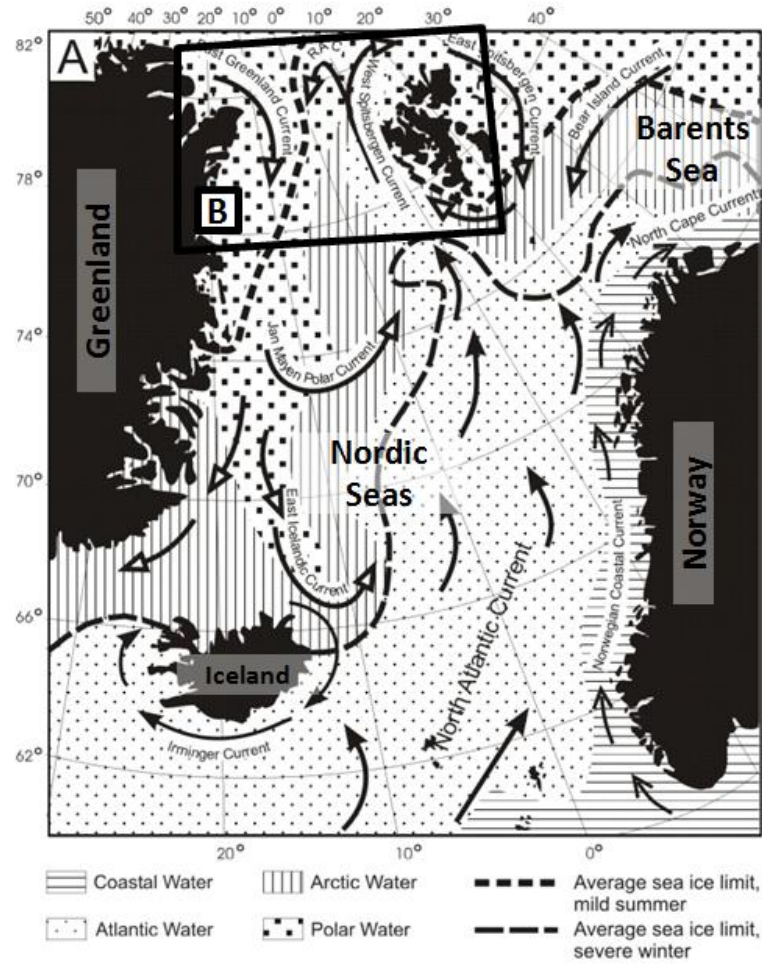 50° 40° 30° 20° 10° 0° 10° 20° 30° 40°
82°
A
East Greenland Current
R.A.C.
West Spitsbergen Current
East Spitsbergen Current
Bear Island Current
Barents
Sea
78°
B
North Cape Current
Greenland
74°
Jan Mayen Polar Current
Nordic
Seas
70°
East Icelandic Current
Norway
Norwegian Coastal Current
66°
North Atlantic Current
Iceland
Irminger Current
62°
20° 10° 0°
Coastal Water
Arctic Water
Average sea ice limit,
mild summer
Atlantic Water
Polar Water
Average sea ice limit,
severe winter